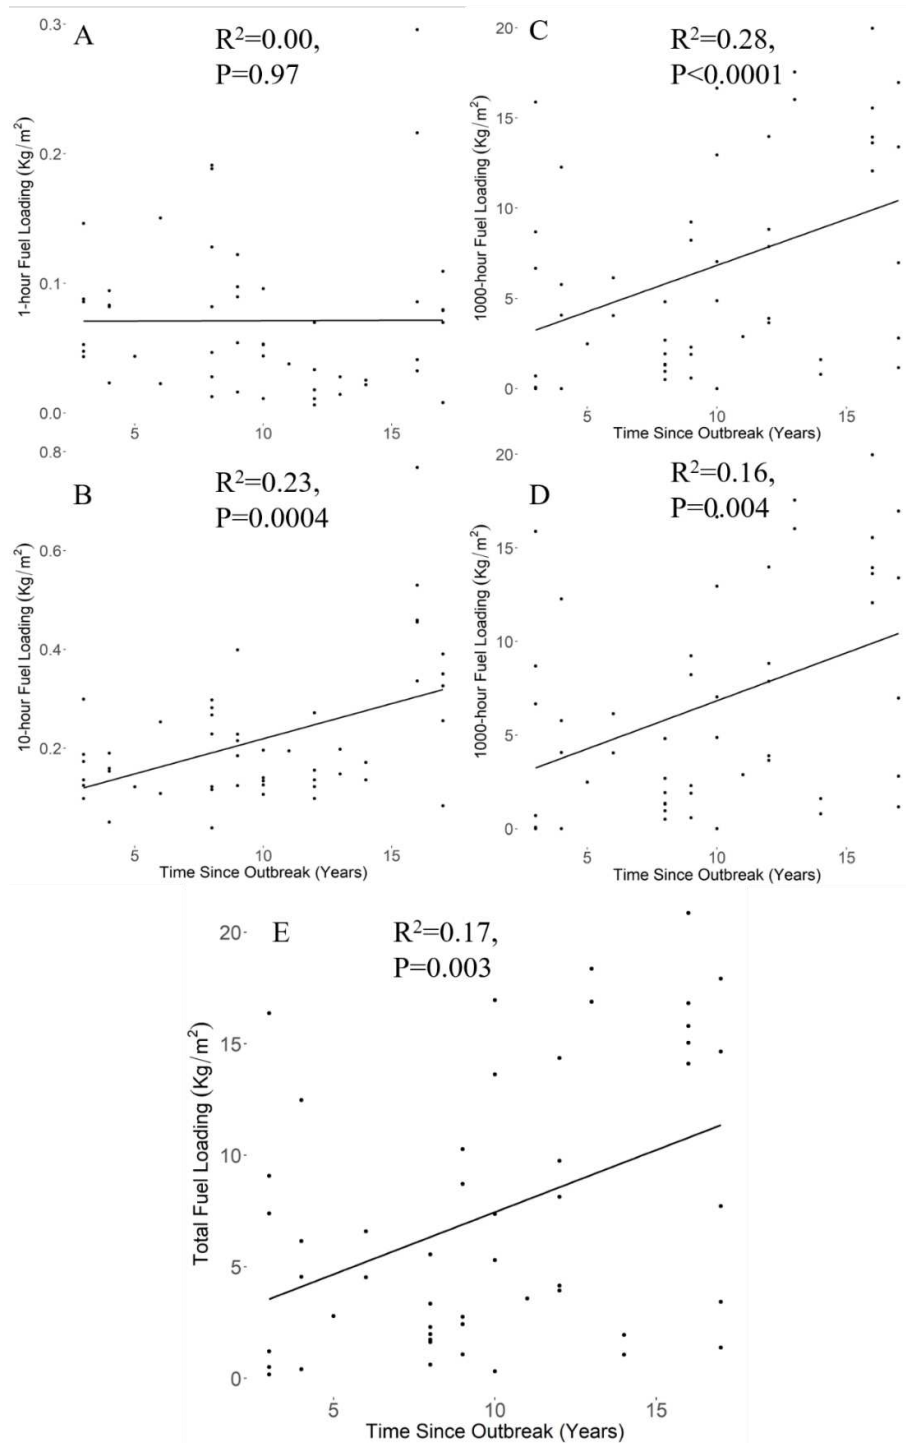 A
R²=0.00,
P=0.97
1-hour Fuel Loading (Kg/m²)
0.3
0.2
0.1
0.0
5
10
15
C
R²=0.28,
P<0.0001
1000-hour Fuel Loading (Kg/m²)
20
15
10
5
0
5
10
15
Time Since Outbreak (Years)
B
R²=0.23,
P=0.0004
10-hour Fuel Loading (Kg/m²)
0.8
0.6
0.4
0.2
5
10
15
Time Since Outbreak (Years)
D
R²=0.16,
P=0.004
1000-hour Fuel Loading (Kg/m²)
20
15
10
5
0
5
10
15
Time Since Outbreak (Years)
E
R²=0.17,
P=0.003
Total Fuel Loading (Kg/m²)
20
15
10
5
0
5
10
15
Time Since Outbreak (Years)